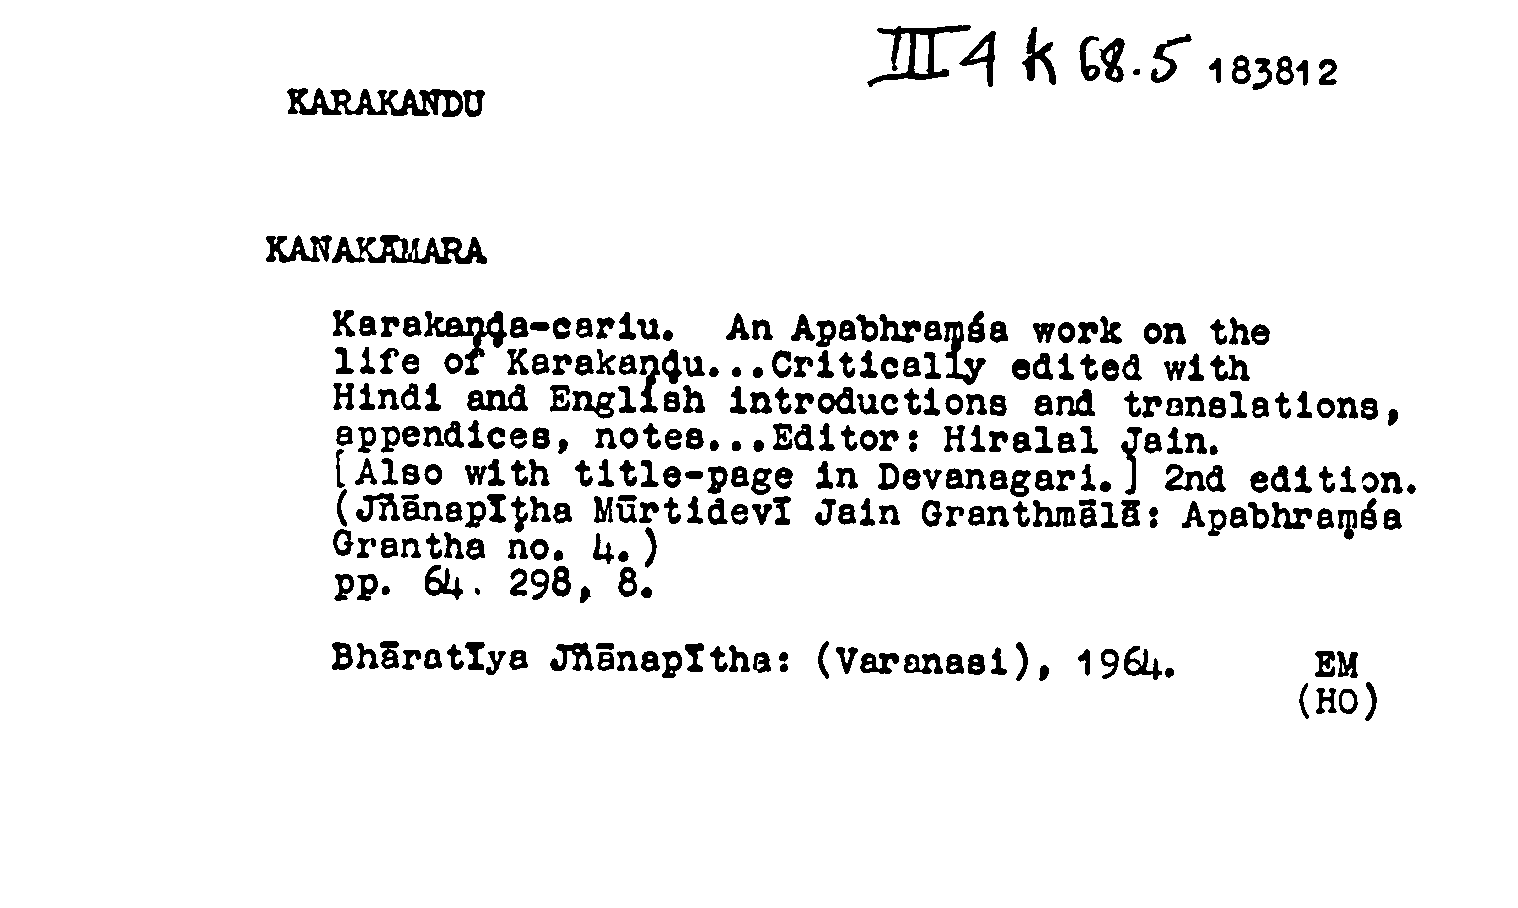 III 4 K 68.5 183812
KARAKANDU
KANAKĀMARA
Karakaṇḍa-cariu. An Apabhraṃśa work on the
life of Karakaṇḍu...Critically edited with
Hindi and English introductions and translations,
appendices, notes...Editor: Hiralal Jain.
[Also with title-page in Devanagari.] 2nd edition.
(Jñānapīṭha Mūrtidevī Jain Granthmālā: Apabhraṃśa
Grantha no. 4.)
pp. 64. 298, 8.
Bhāratīya Jñānapītha: (Varanasi), 1964. EM
(HO)